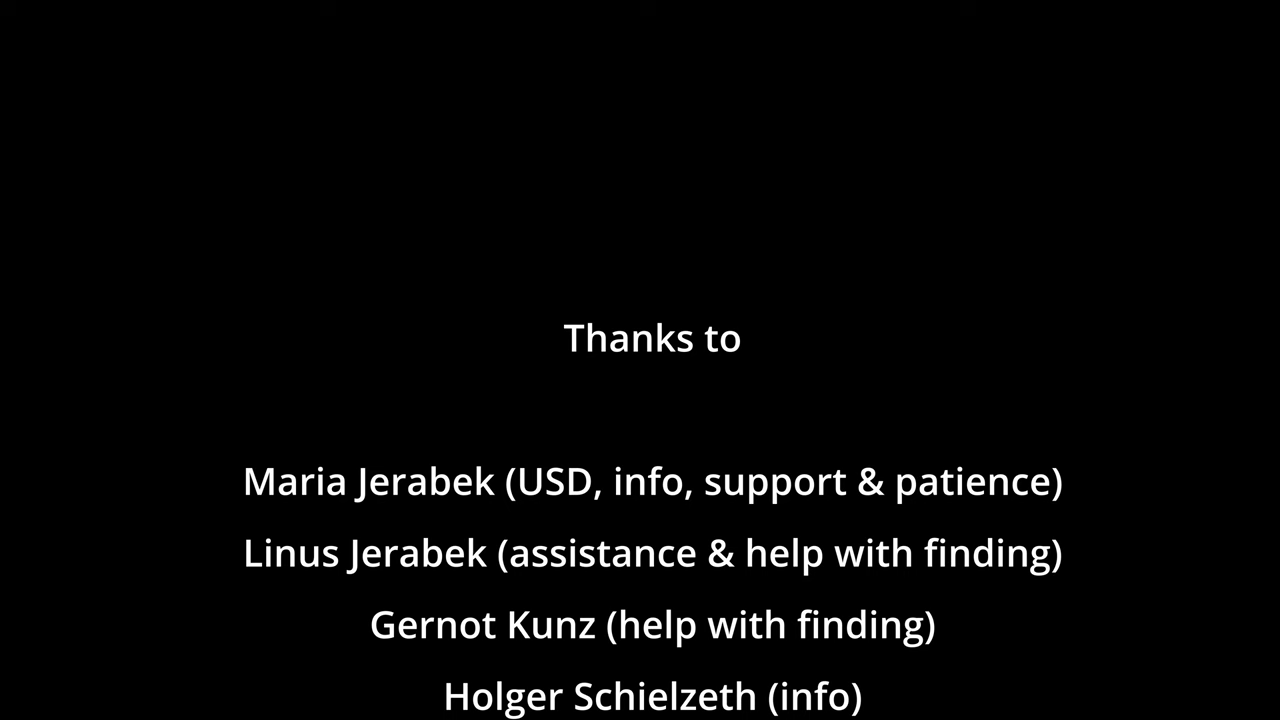 Thanks to
Maria Jerabek (USD, info, support & patience)
Linus Jerabek (assistance & help with finding)
Gernot Kunz (help with finding)
Holger Schielzeth (info)